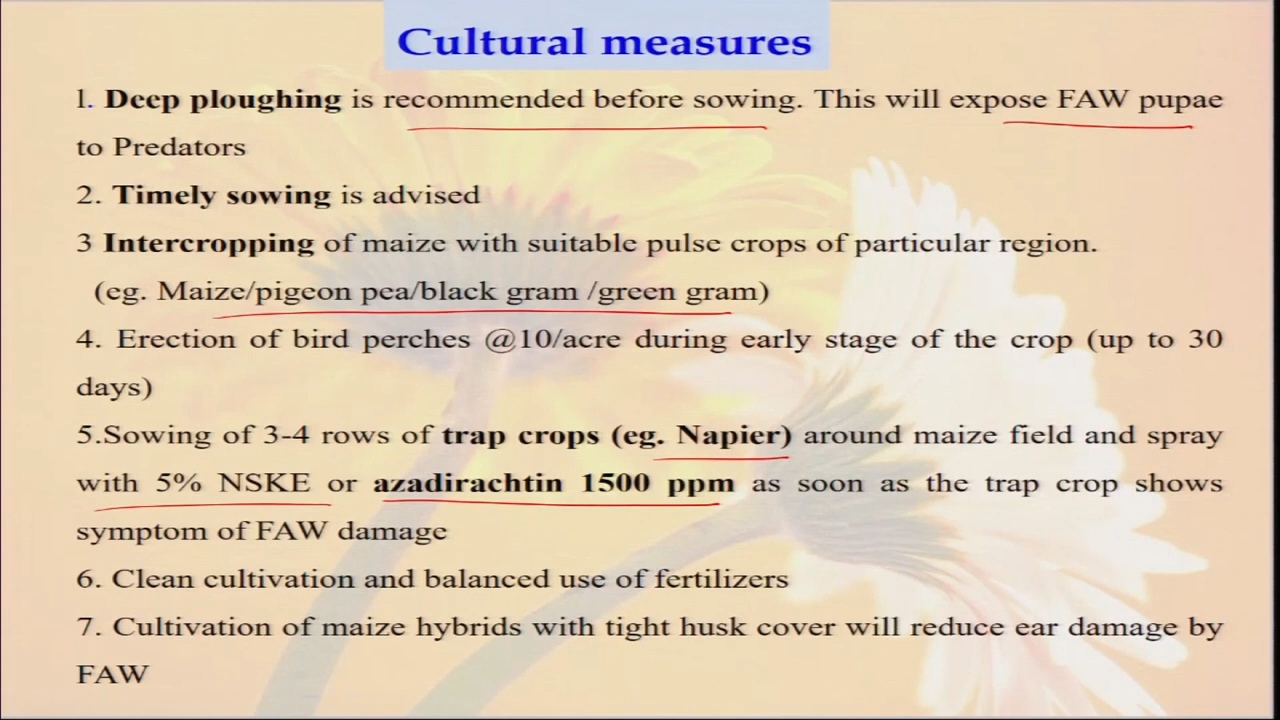 Cultural measures
1. Deep ploughing is recommended before sowing. This will expose FAW pupae
to Predators
2. Timely sowing is advised
3 Intercropping of maize with suitable pulse crops of particular region.
(eg. Maize/pigeon pea/black gram /green gram)
4. Erection of bird perches @10/acre during early stage of the crop (up to 30
days)
5.Sowing of 3-4 rows of trap crops (eg. Napier) around maize field and spray
with 5% NSKE or azadirachtin 1500 ppm as soon as the trap crop shows
symptom of FAW damage
6. Clean cultivation and balanced use of fertilizers
7. Cultivation of maize hybrids with tight husk cover will reduce ear damage by
FAW